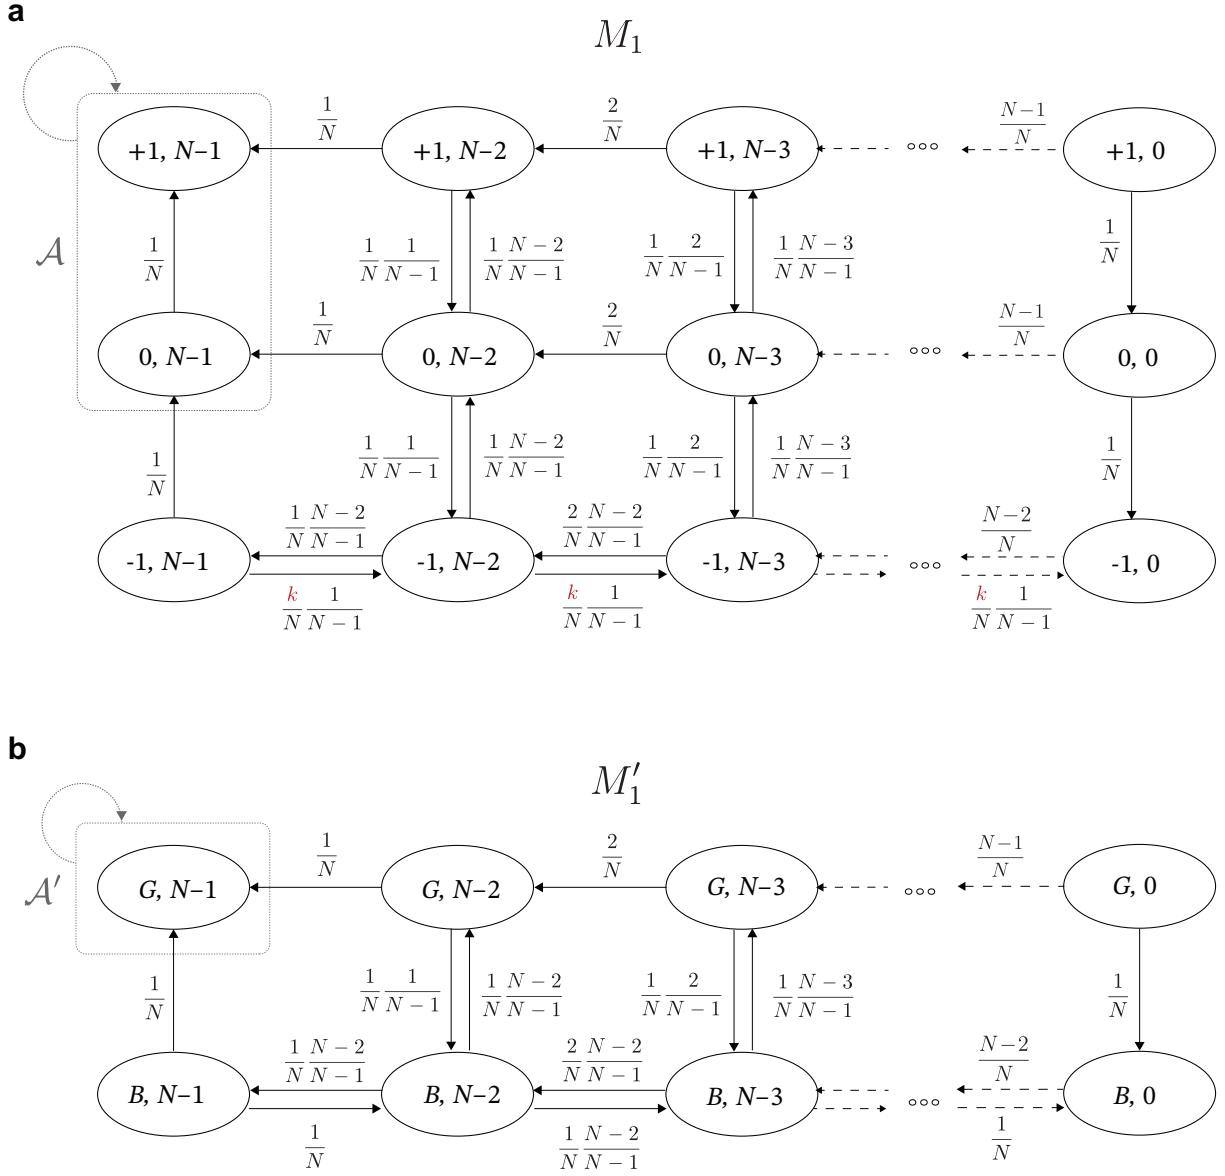 a
M₁
1/N 2/N N−1/N
+1, N−1 +1, N−2 +1, N−3 °°° +1, 0
𝒜 1/N 1/N 1/N−1 1/N N−2/N−1 1/N 2/N−1 1/N N−3/N−1 1/N
1/N 2/N N−1/N
0, N−1 0, N−2 0, N−3 °°° 0, 0
1/N 1/N 1/N−1 1/N N−2/N−1 1/N 2/N−1 1/N N−3/N−1 1/N
1/N N−2/N−1 2/N N−2/N−1 N−2/N
-1, N−1 -1, N−2 -1, N−3 °°° -1, 0
k/N 1/N−1 k/N 1/N−1 k/N 1/N−1
b
M′₁
1/N 2/N N−1/N
𝒜′ G, N−1 G, N−2 G, N−3 °°° G, 0
1/N 1/N 1/N−1 1/N N−2/N−1 1/N 2/N−1 1/N N−3/N−1 1/N
1/N N−2/N−1 2/N N−2/N−1 N−2/N
B, N−1 B, N−2 B, N−3 °°° B, 0
1/N 1/N N−2/N−1 1/N